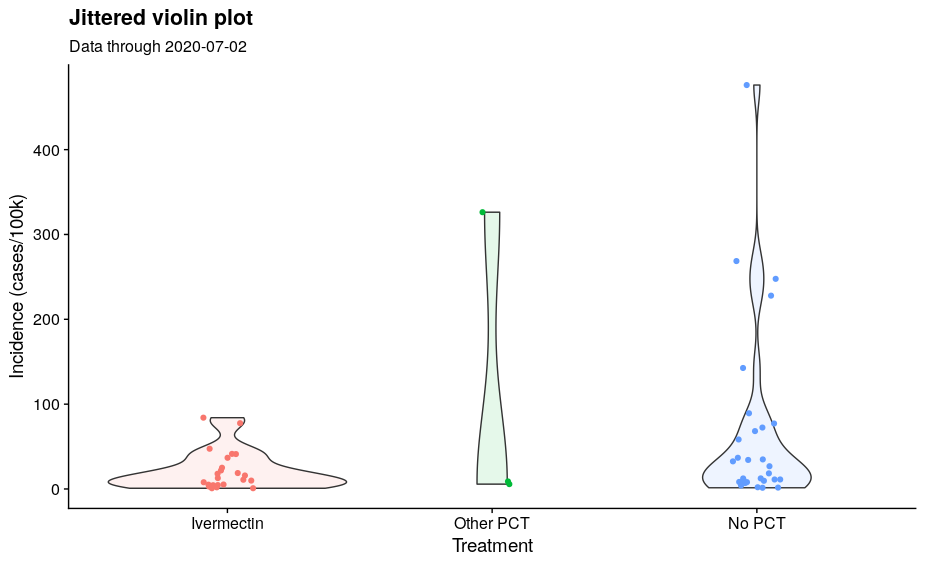 Jittered violin plot
Data through 2020-07-02
Incidence (cases/100k)
400
300
200
100
0
Ivermectin
Other PCT
No PCT
Treatment